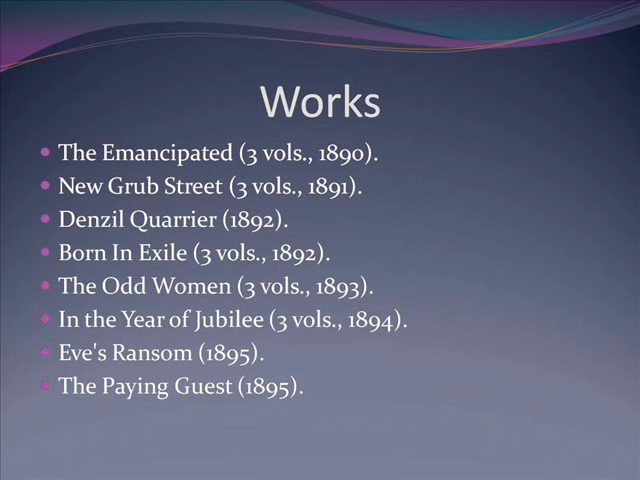 Works
The Emancipated (3 vols., 1890).
New Grub Street (3 vols., 1891).
Denzil Quarrier (1892).
Born In Exile (3 vols., 1892).
The Odd Women (3 vols., 1893).
In the Year of Jubilee (3 vols., 1894).
Eve's Ransom (1895).
The Paying Guest (1895).